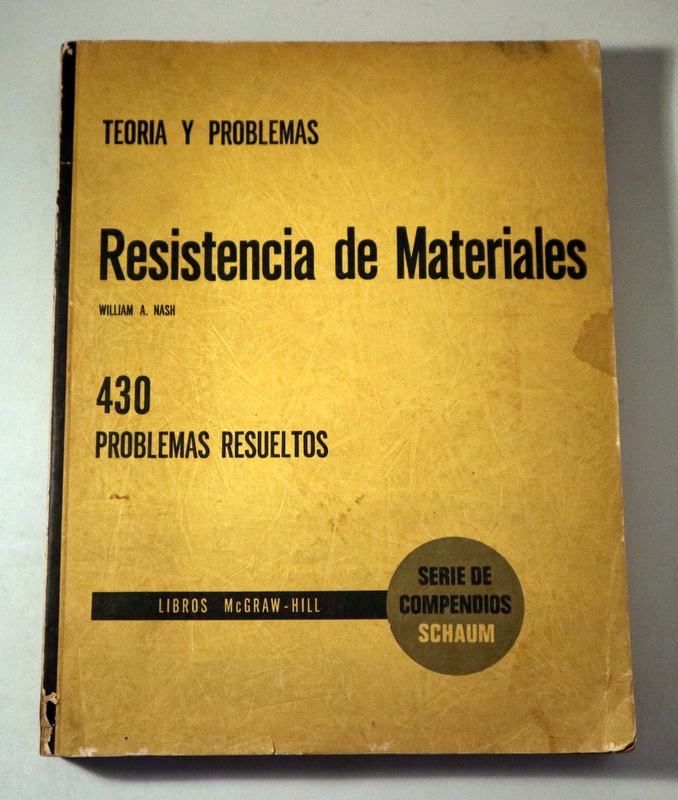 TEORIA Y PROBLEMAS
Resistencia de Materiales
WILLIAM A. NASH
430
PROBLEMAS RESUELTOS
LIBROS McGRAW-HILL
SERIE DE
COMPENDIOS
SCHAUM